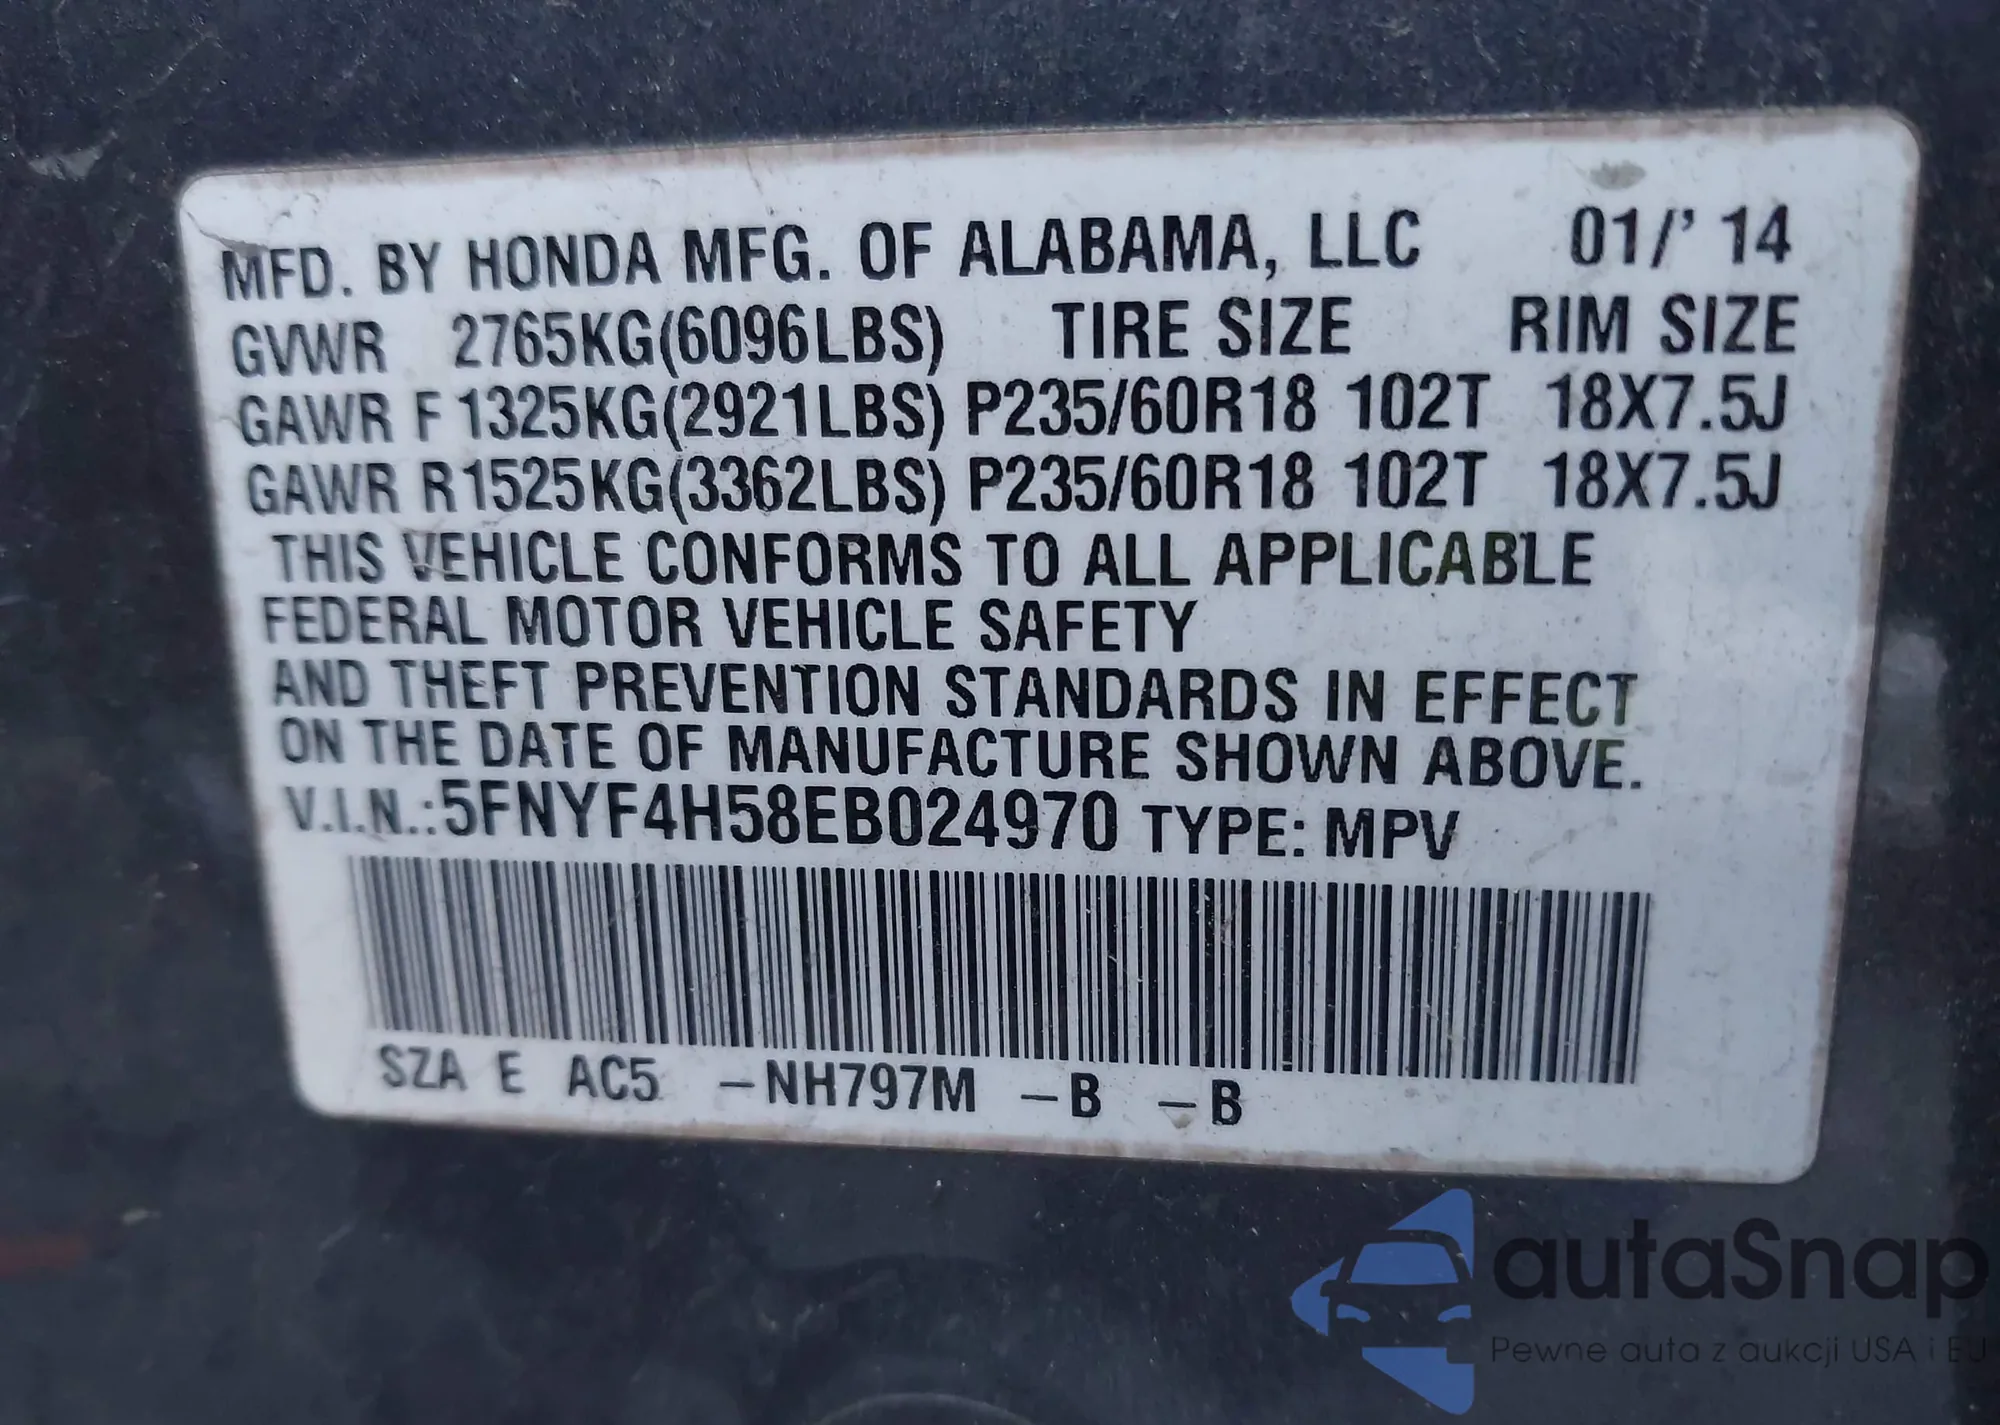 MFD. BY HONDA MFG. OF ALABAMA, LLC 01/'14
GVWR 2765KG(6096LBS) TIRE SIZE RIM SIZE
GAWR F 1325KG(2921LBS) P235/60R18 102T 18X7.5J
GAWR R 1525KG(3362LBS) P235/60R18 102T 18X7.5J
THIS VEHICLE CONFORMS TO ALL APPLICABLE
FEDERAL MOTOR VEHICLE SAFETY
AND THEFT PREVENTION STANDARDS IN EFFECT
ON THE DATE OF MANUFACTURE SHOWN ABOVE.
V.I.N.:5FNYF4H58EB024970 TYPE: MPV
SZA E AC5 -NH797M -B -B
autaSnap
Pewne auta z aukcji USA i EU